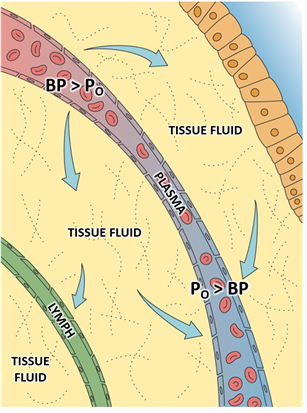 BP > Po
TISSUE FLUID
PLASMA
TISSUE FLUID
Po > BP
LYMPH
TISSUE
FLUID